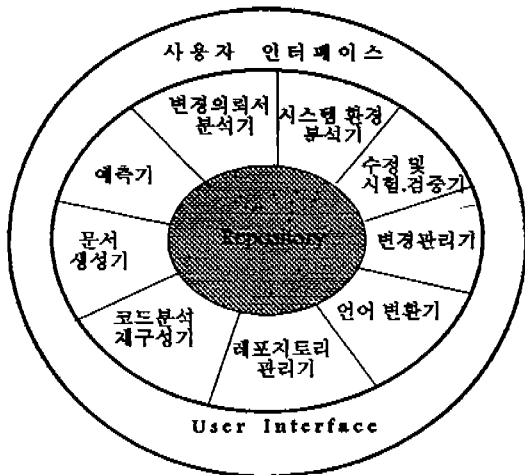 사용자 인터페이스
변경의뢰서
분석기
시스템 환경
분석기
수정 및
시험.검증기
변경관리기
언어 변환기
레포지토리
관리기
코드분석
재구성기
문서
생성기
예측기
Repository
User Interface